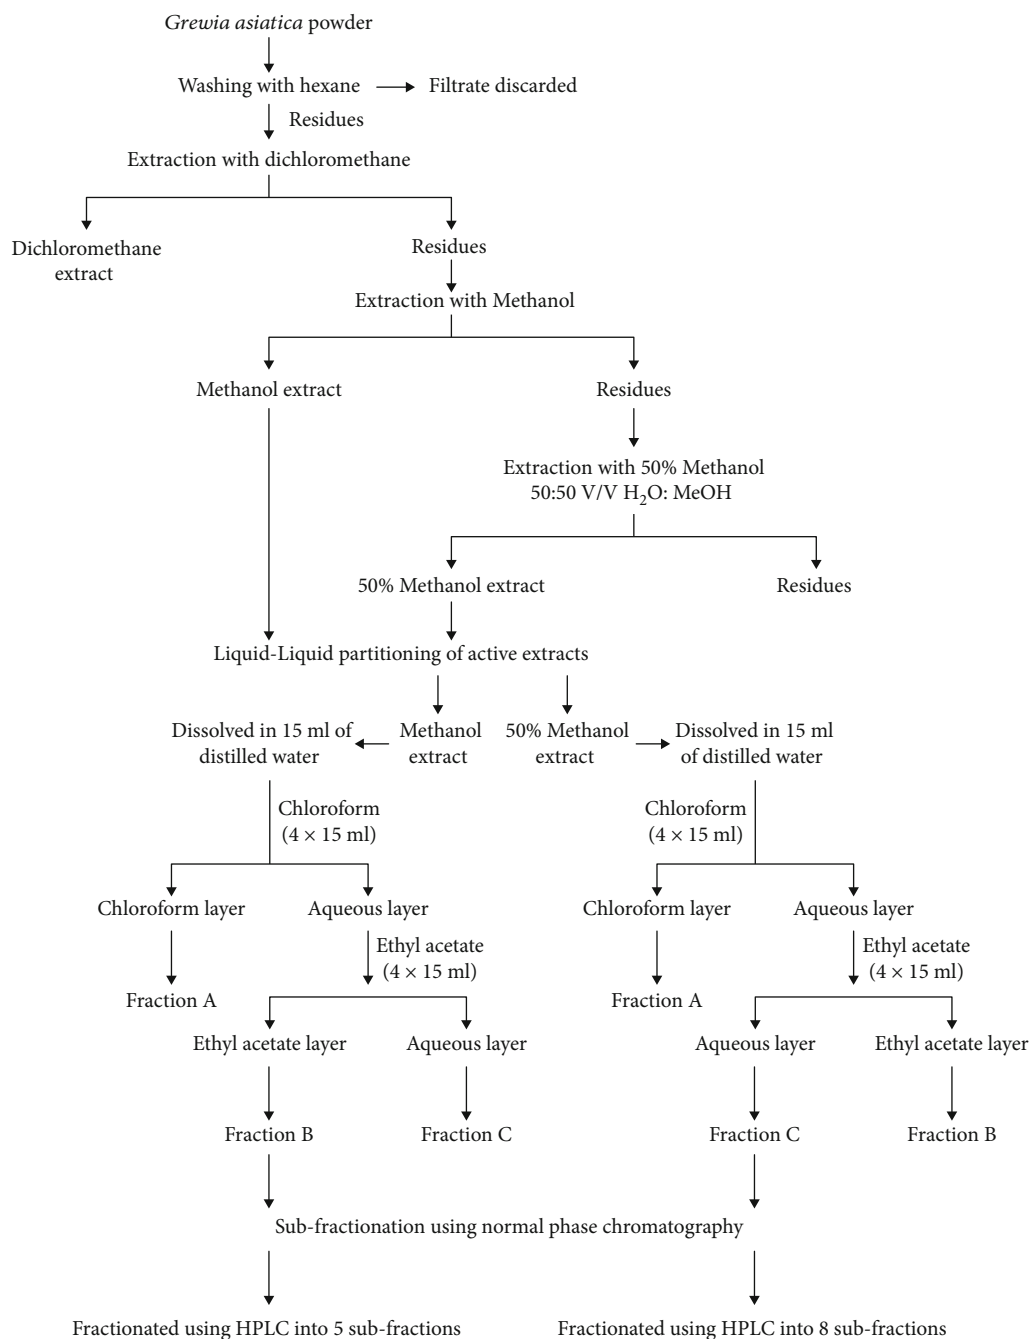 Grewia asiatica powder
Washing with hexane
Filtrate discarded
Residues
Extraction with dichloromethane
Dichloromethane
extract
Residues
Extraction with Methanol
Methanol extract
Residues
Extraction with 50% Methanol
50:50 V/V H₂O: MeOH
50% Methanol extract
Residues
Liquid-Liquid partitioning of active extracts
Dissolved in 15 ml of
distilled water
Methanol
extract
50% Methanol
extract
Dissolved in 15 ml
of distilled water
Chloroform
(4 × 15 ml)
Chloroform
(4 × 15 ml)
Chloroform layer
Aqueous layer
Chloroform layer
Aqueous layer
Ethyl acetate
(4 × 15 ml)
Ethyl acetate
(4 × 15 ml)
Fraction A
Fraction A
Ethyl acetate layer
Aqueous layer
Aqueous layer
Ethyl acetate layer
Fraction B
Fraction C
Fraction C
Fraction B
Sub-fractionation using normal phase chromatography
Fractionated using HPLC into 5 sub-fractions
Fractionated using HPLC into 8 sub-fractions